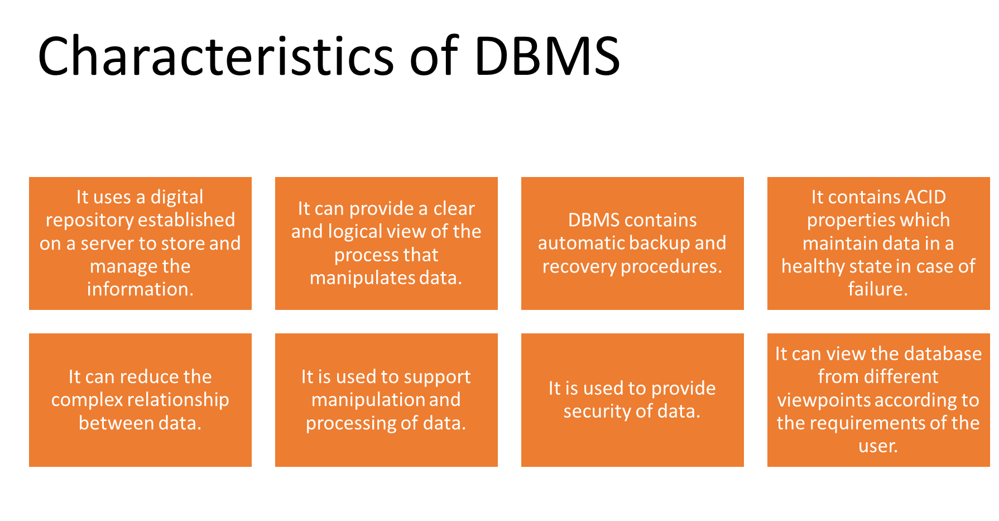 Characteristics of DBMS
It uses a digital
repository established
on a server to store and
manage the
information.
It can provide a clear
and logical view of the
process that
manipulates data.
DBMS contains
automatic backup and
recovery procedures.
It contains ACID
properties which
maintain data in a
healthy state in case of
failure.
It can reduce the
complex relationship
between data.
It is used to support
manipulation and
processing of data.
It is used to provide
security of data.
It can view the database
from different
viewpoints according to
the requirements of the
user.